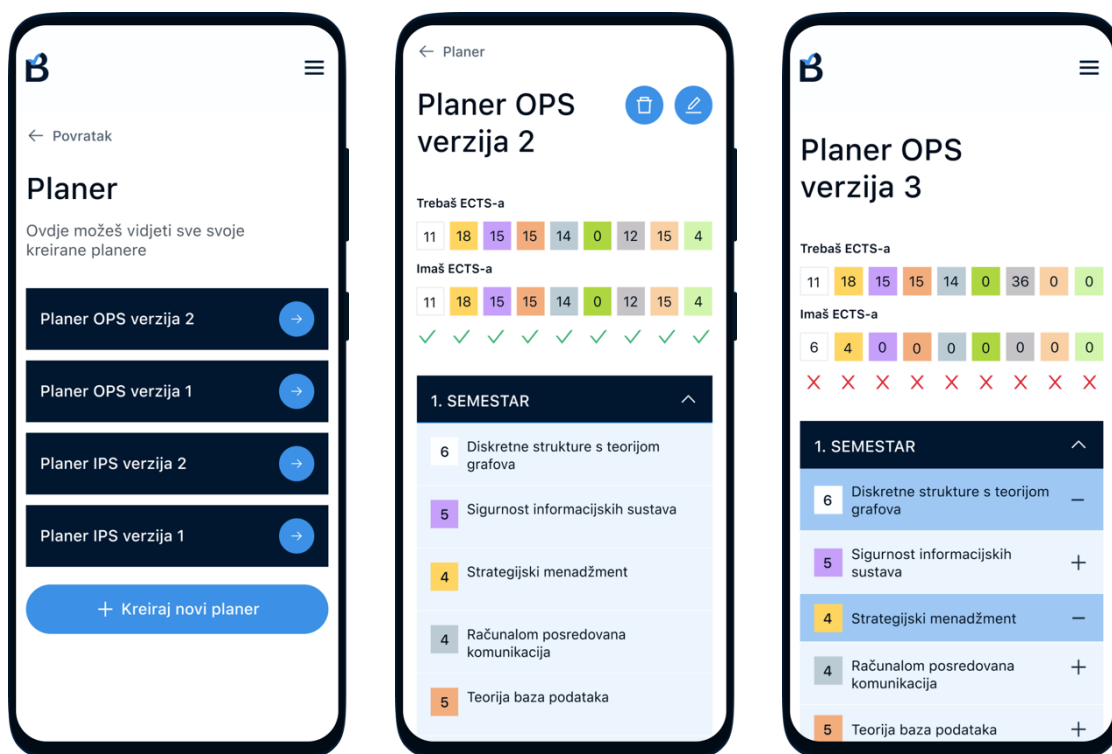 B
← Povratak
Planer
Ovdje možeš vidjeti sve svoje
kreirane planere
Planer OPS verzija 2
Planer OPS verzija 1
Planer IPS verzija 2
Planer IPS verzija 1
+ Kreiraj novi planer
← Planer
Planer OPS
verzija 2
Trebaš ECTS-a
11 18 15 15 14 0 12 15 4
Imaš ECTS-a
11 18 15 15 14 0 12 15 4
1. SEMESTAR
6 Diskretne strukture s teorijom
grafova
5 Sigurnost informacijskih sustava
4 Strategijski menadžment
4 Računalom posredovana
komunikacija
5 Teorija baza podataka
B
Planer OPS
verzija 3
Trebaš ECTS-a
11 18 15 15 14 0 36 0 0
Imaš ECTS-a
6 4 0 0 0 0 0 0 0
1. SEMESTAR
6 Diskretne strukture s teorijom
grafova
5 Sigurnost informacijskih
sustava
4 Strategijski menadžment
4 Računalom posredovana
komunikacija
5 Teorija baza podataka